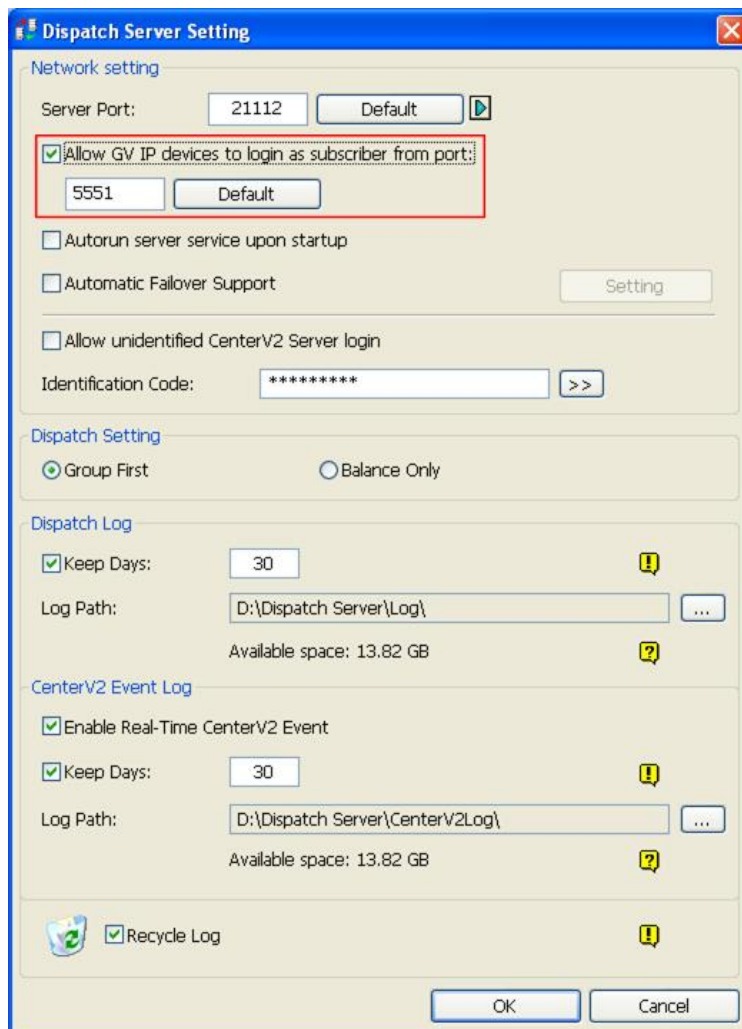 Dispatch Server Setting
Network setting
Server Port: 21112 Default
Allow GV IP devices to login as subscriber from port:
5551 Default
Autorun server service upon startup
Automatic Failover Support Setting
Allow unidentified CenterV2 Server login
Identification Code: ********* >>
Dispatch Setting
Group First Balance Only
Dispatch Log
Keep Days: 30
Log Path: D:\Dispatch Server\Log\ ...
Available space: 13.82 GB
CenterV2 Event Log
Enable Real-Time CenterV2 Event
Keep Days: 30
Log Path: D:\Dispatch Server\CenterV2Log\ ...
Available space: 13.82 GB
Recycle Log
OK Cancel